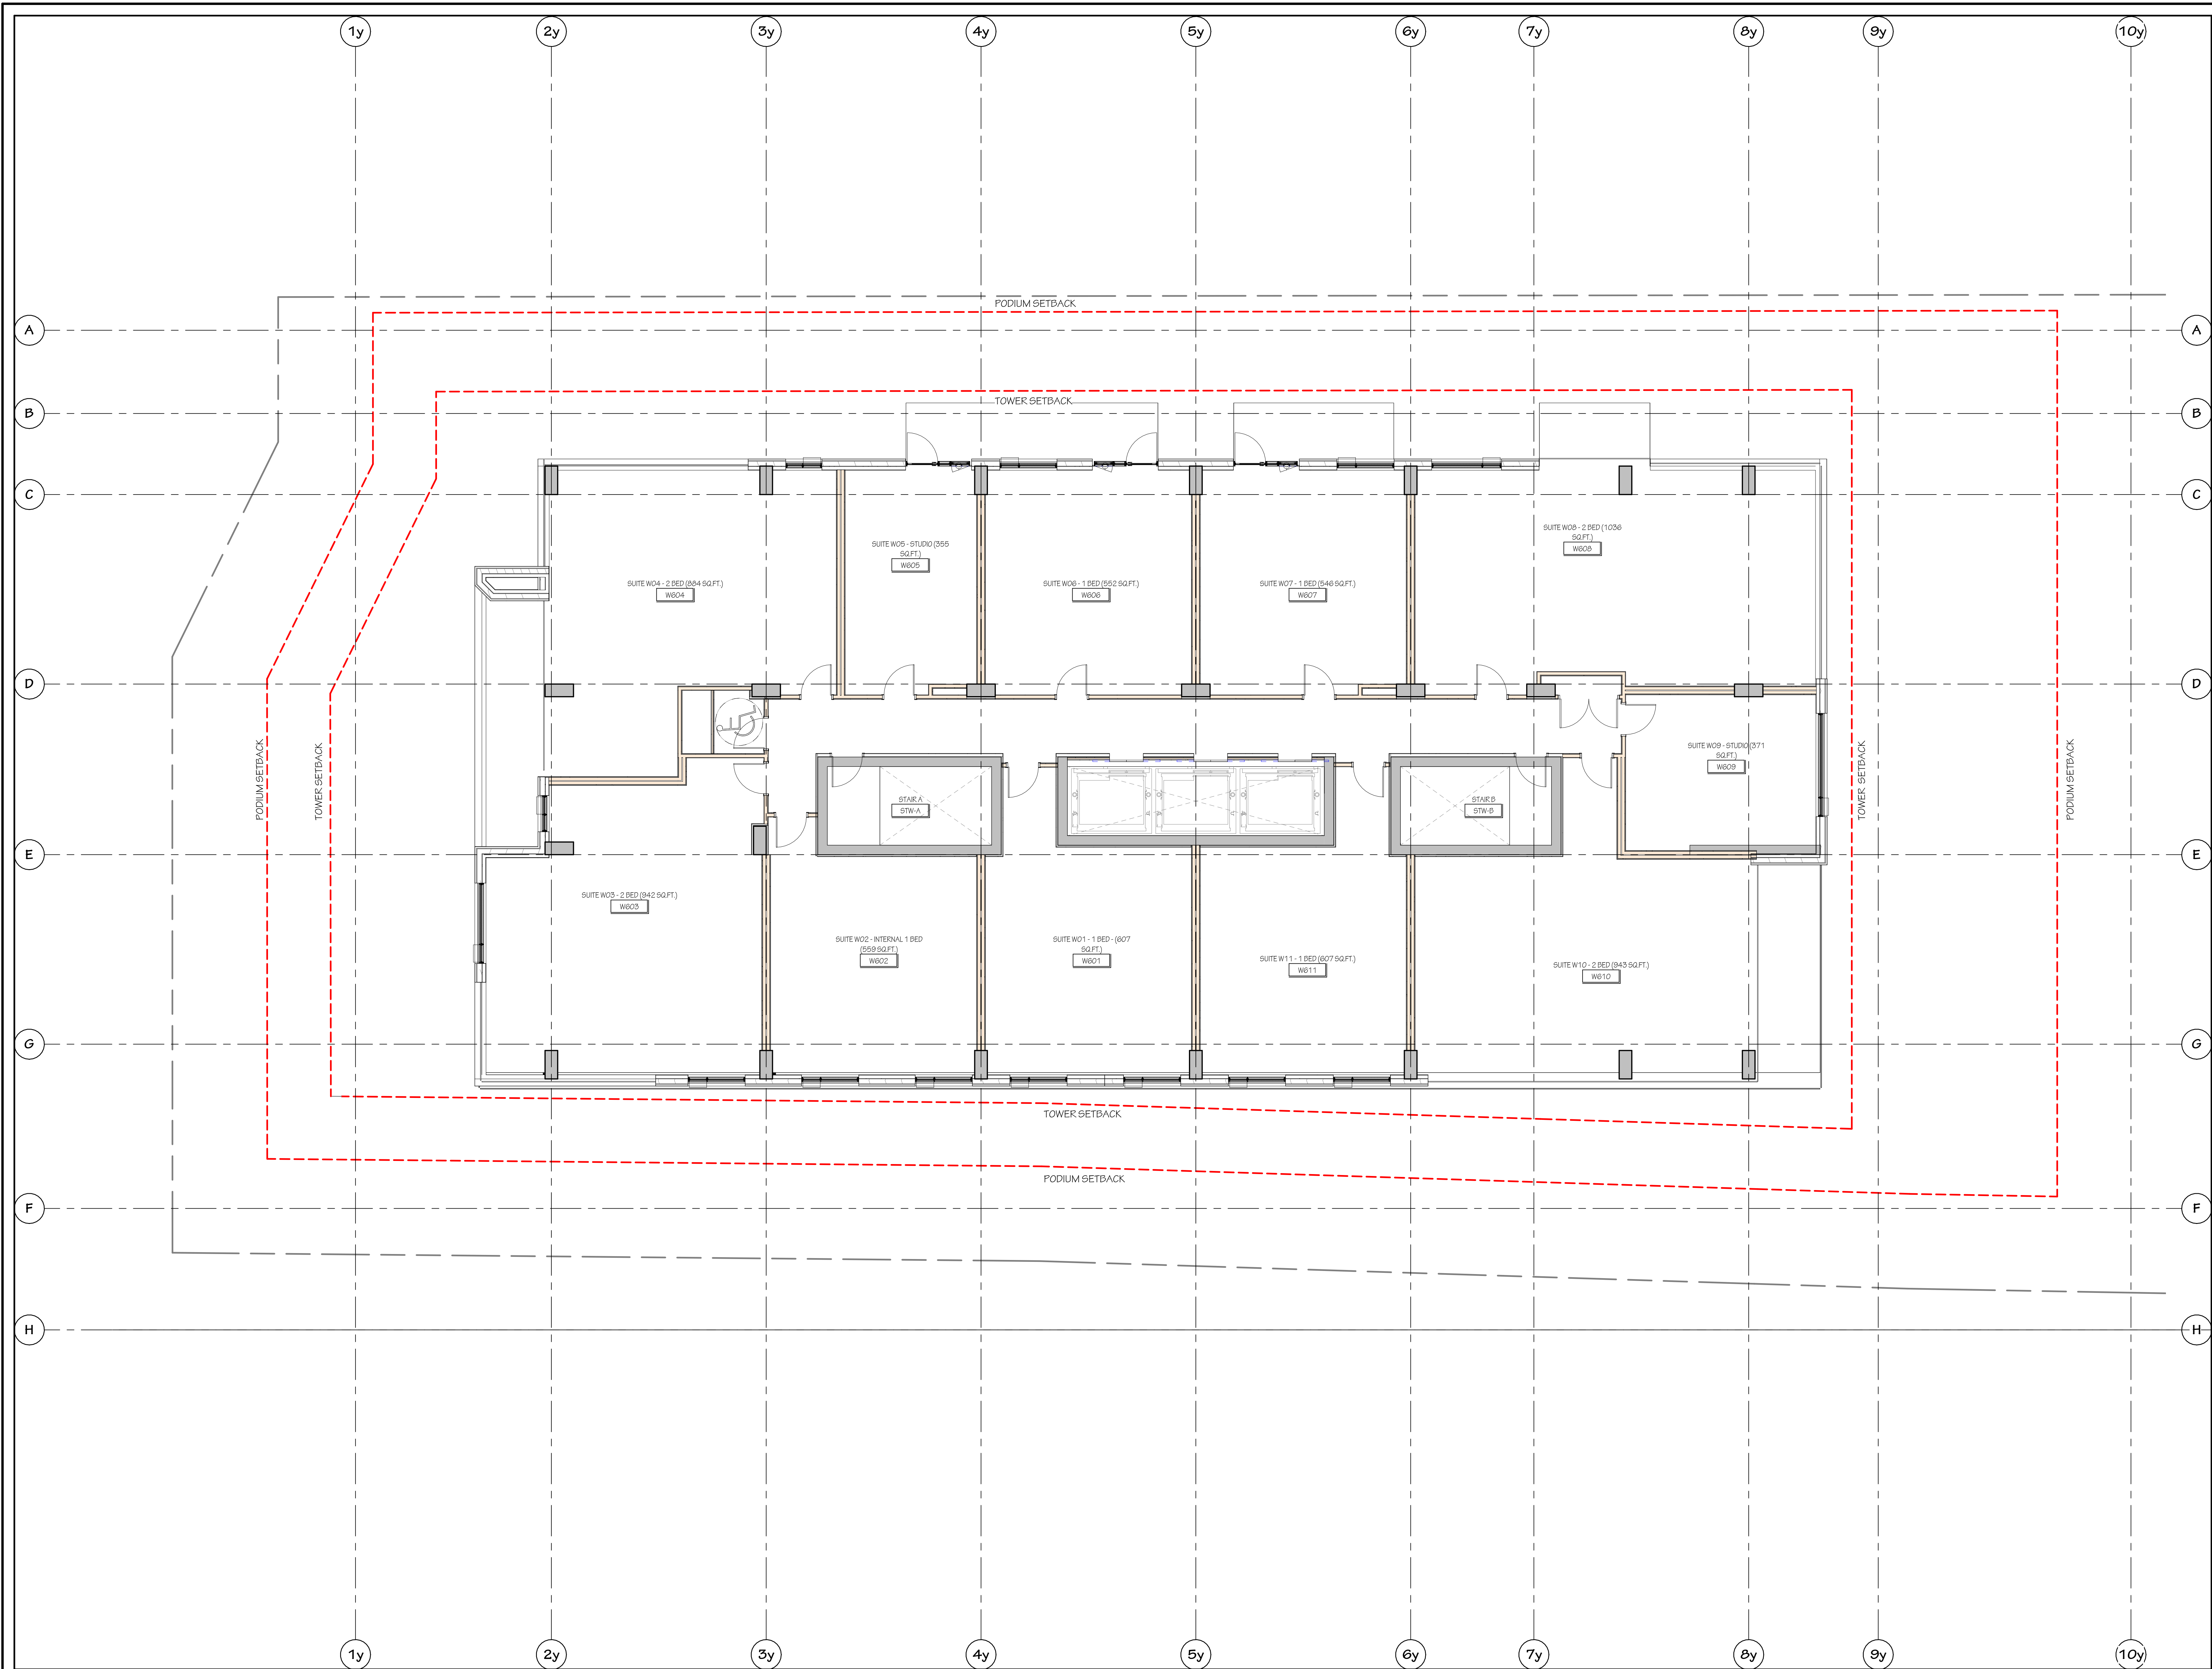 1y
2y
3y
4y
5y
6y
7y
8y
9y
10y
PODIUM SETBACK
A
A
TOWER SETBACK
B
B
C
C
SUITE W08 - 2 BED (1036
SQ.FT.)
W608
SUITE W05 - STUDIO (355
SQ.FT.)
W605
SUITE W04 - 2 BED (884 SQ.FT.)
W604
SUITE W06 - 1 BED (552 SQ.FT.)
W606
SUITE W07 - 1 BED (546 SQ.FT.)
W607
D
D
SUITE W09 - STUDIO (371
SQ.FT.)
W609
PODIUM SETBACK
TOWER SETBACK
TOWER SETBACK
PODIUM SETBACK
STAIR A
STW-A
STAIR B
STW-B
E
E
SUITE W03 - 2 BED (942 SQ.FT.)
W603
SUITE W02 - INTERNAL 1 BED
(559 SQ.FT.)
W602
SUITE W01 - 1 BED - (607
SQ.FT.)
W601
SUITE W11 - 1 BED (607 SQ.FT.)
W611
SUITE W10 - 2 BED (943 SQ.FT.)
W610
G
G
TOWER SETBACK
PODIUM SETBACK
F
F
H
H
1y
2y
3y
4y
5y
6y
7y
8y
9y
10y